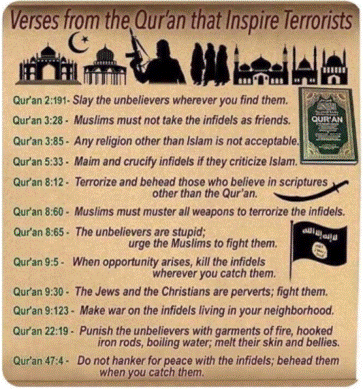 Verses from the Qur'an that Inspire Terrorists
Qur'an 2:191- Slay the unbelievers wherever you find them.
Qur'an 3:28 - Muslims must not take the infidels as friends.
Qur'an 3:85 - Any religion other than Islam is not acceptable.
Qur'an 5:33 - Maim and crucify infidels if they criticize Islam.
Qur'an 8:12 - Terrorize and behead those who believe in scriptures
other than the Qur'an.
Qur'an 8:60 - Muslims must muster all weapons to terrorize the infidels.
Qur'an 8:65 - The unbelievers are stupid;
urge the Muslims to fight them.
Qur'an 9:5 - When opportunity arises, kill the infidels
wherever you catch them.
Qur'an 9:30 - The Jews and the Christians are perverts; fight them.
Qur'an 9:123 - Make war on the infidels living in your neighborhood.
Qur'an 22:19 - Punish the unbelievers with garments of fire, hooked
iron rods, boiling water; melt their skin and bellies.
Qur'an 47:4 - Do not hanker for peace with the infidels; behead them
when you catch them.
QUR'AN